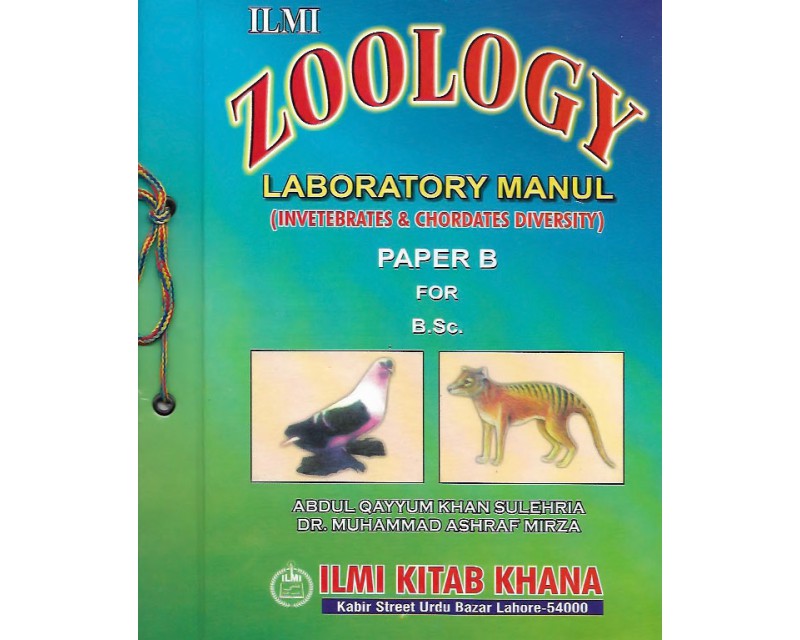 ILMI
ZOOLOGY
LABORATORY MANUL
(INVETEBRATES & CHORDATES DIVERSITY)
PAPER B
FOR
B.Sc.
ABDUL QAYYUM KHAN SULEHRIA
DR. MUHAMMAD ASHRAF MIRZA
ILMI
ILMI KITAB KHANA
Kabir Street Urdu Bazar Lahore-54000